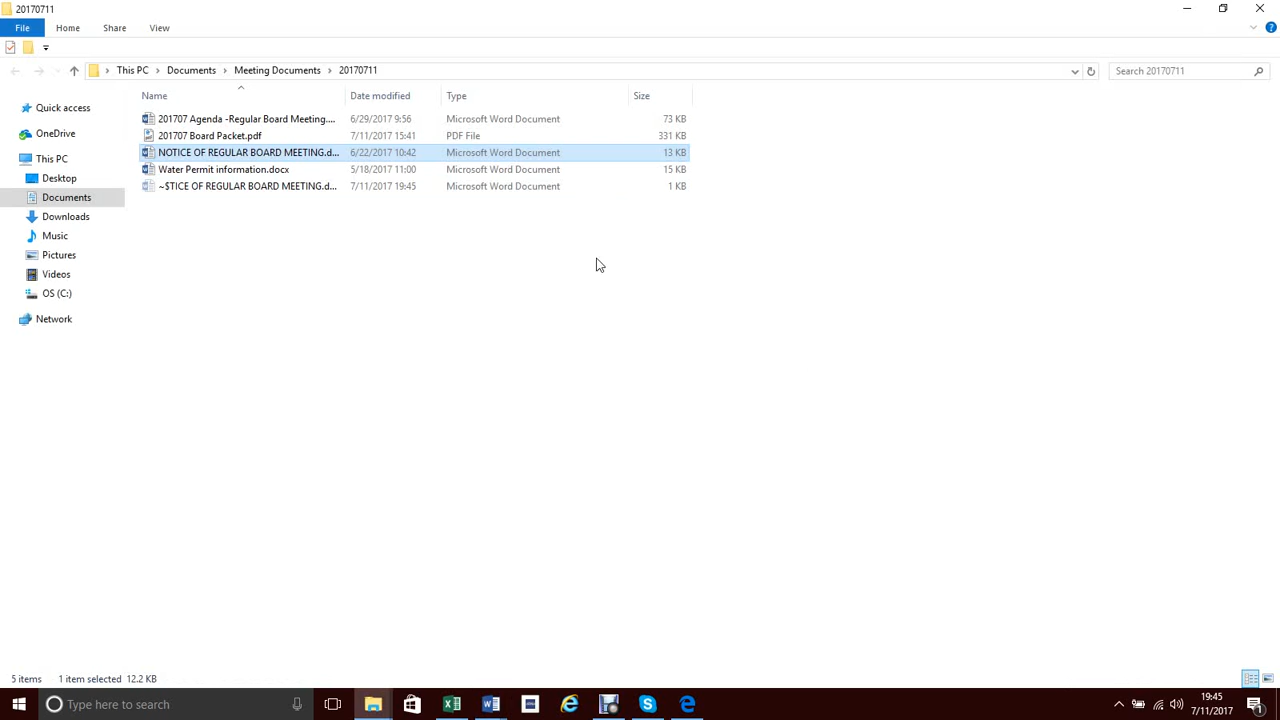 20170711
File Home Share View
This PC Documents Meeting Documents 20170711
Search 20170711
Name Date modified Type Size
201707 Agenda -Regular Board Meeting.... 6/29/2017 9:56 Microsoft Word Document 73 KB
201707 Board Packet.pdf 7/11/2017 15:41 PDF File 331 KB
NOTICE OF REGULAR BOARD MEETING.d... 6/22/2017 10:42 Microsoft Word Document 13 KB
Water Permit information.docx 5/18/2017 11:00 Microsoft Word Document 15 KB
~$TICE OF REGULAR BOARD MEETING.d... 7/11/2017 19:45 Microsoft Word Document 1 KB
Quick access
OneDrive
This PC
Desktop
Documents
Downloads
Music
Pictures
Videos
OS (C:)
Network
5 items 1 item selected 12.2 KB
Type here to search
19:45
7/11/2017